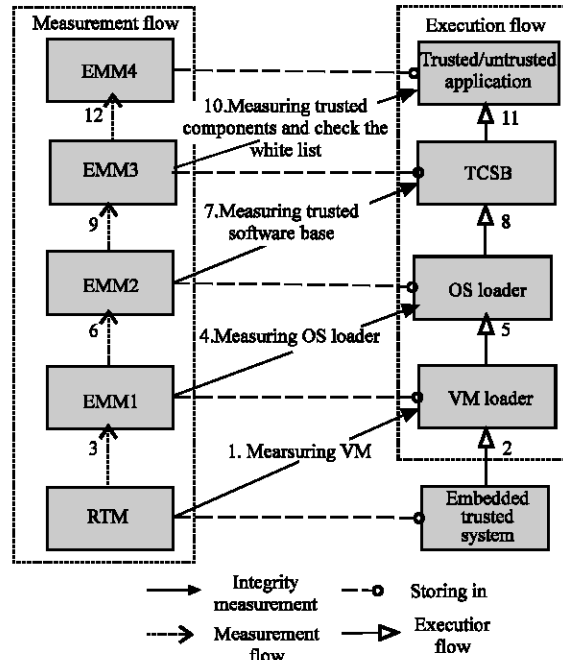 Measurement flow
Execution flow
EMM4
Trusted/untrusted
application
12
10.Measuring trusted
components and check the
white list
11
EMM3
TCSB
9
7.Measuring trusted
software base
8
EMM2
OS loader
6
4.Measuring OS loader
5
EMM1
VM loader
3
1. Mearsuring VM
2
RTM
Embedded
trusted
system
Integrity
measurement
Storing in
Measurement
flow
Executior
flow